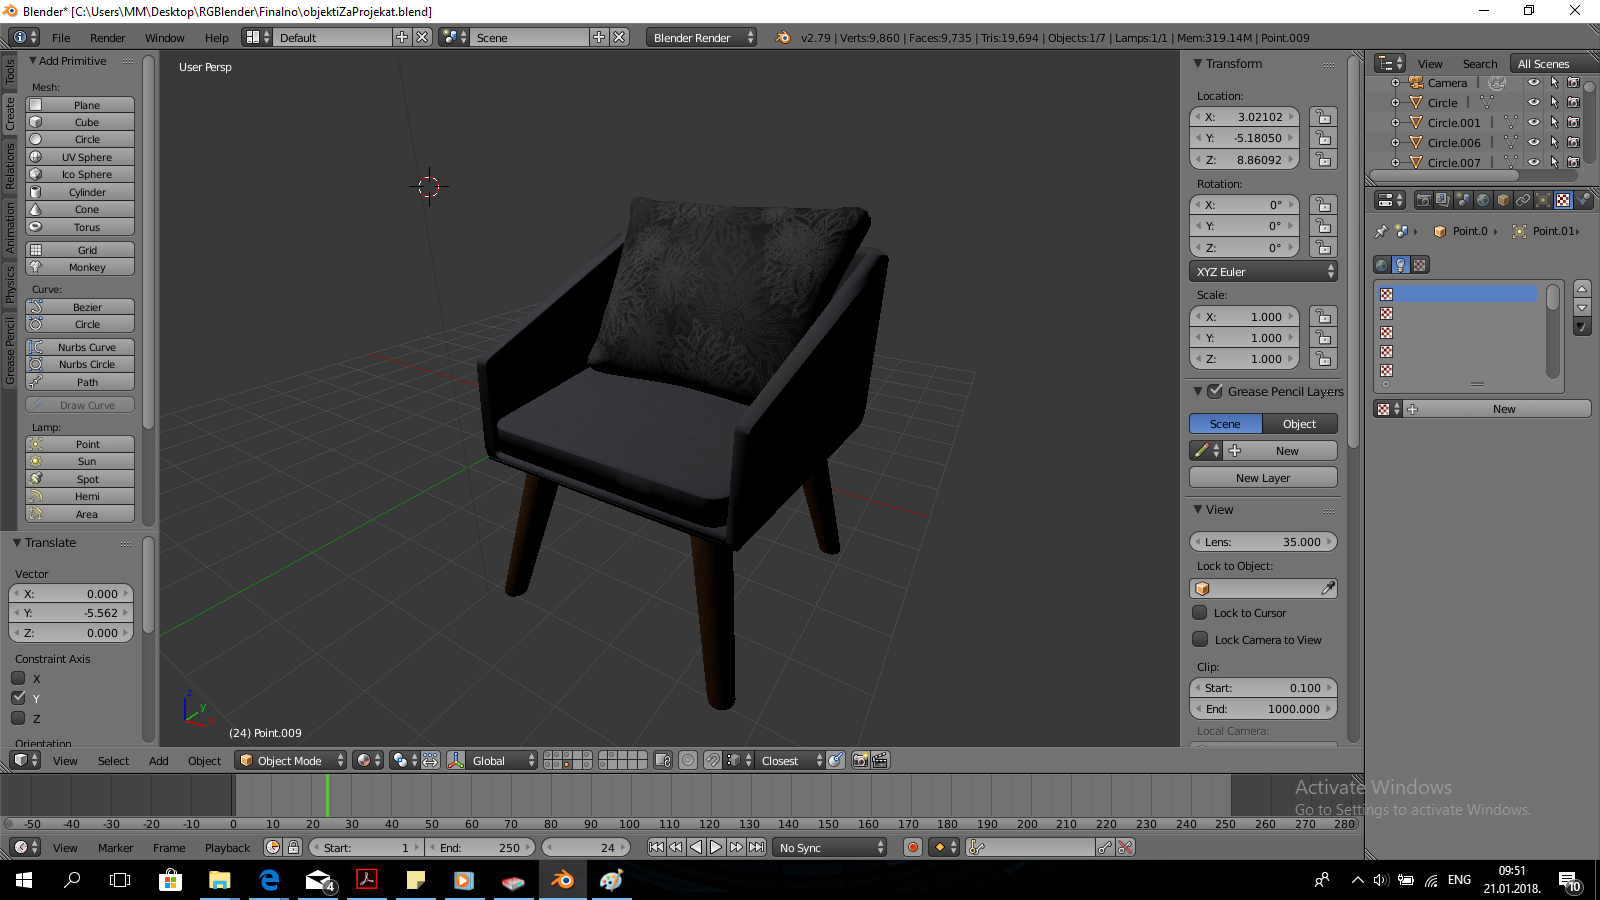 Blender* [C:\Users\MM\Desktop\RGBlender\Finalno\objektiZaProjekat.blend]
File Render Window Help Default Scene Blender Render v2.79 | Verts:9,860 | Faces:9,735 | Tris:19,694 | Objects:1/7 | Lamps:1/1 | Mem:319.14M | Point.009
Tools
Create
Relations
Animation
Physics
Grease Pencil
Add Primitive
Mesh:
Plane
Cube
Circle
UV Sphere
Ico Sphere
Cylinder
Cone
Torus
Grid
Monkey
Curve:
Bezier
Circle
Nurbs Curve
Nurbs Circle
Path
Draw Curve
Lamp:
Point
Sun
Spot
Hemi
Area
Translate
Vector
X: 0.000
Y: -5.562
Z: 0.000
Constraint Axis
X
Y
Z
Orientation
User Persp
z
y
x
(24) Point.009
Transform
Location:
X: 3.02102
Y: -5.18050
Z: 8.86092
Rotation:
X: 0°
Y: 0°
Z: 0°
XYZ Euler
Scale:
X: 1.000
Y: 1.000
Z: 1.000
Grease Pencil Layers
Scene Object
New
New Layer
View
Lens: 35.000
Lock to Object:
Lock to Cursor
Lock Camera to View
Clip:
Start: 0.100
End: 1000.000
Local Camera:
View Search All Scenes
Camera
Circle
Circle.001
Circle.006
Circle.007
Point.0 Point.01
New
View Select Add Object Object Mode Global Closest
-50 -40 -30 -20 -10 0 10 20 30 40 50 60 70 80 90 100 110 120 130 140 150 160 170 180 190 200 210 220 230 240 250 260 270 280
View Marker Frame Playback Start: 1 End: 250 24 No Sync
Activate Windows
Go to Settings to activate Windows.
4
ENG
09:51
21.01.2018.
10